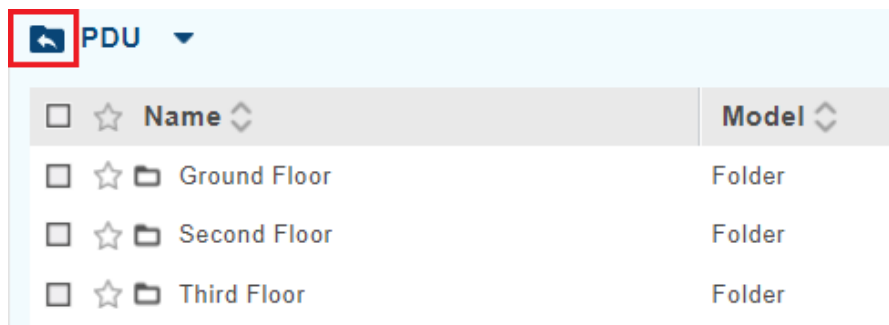 PDU
Name Model
Ground Floor Folder
Second Floor Folder
Third Floor Folder